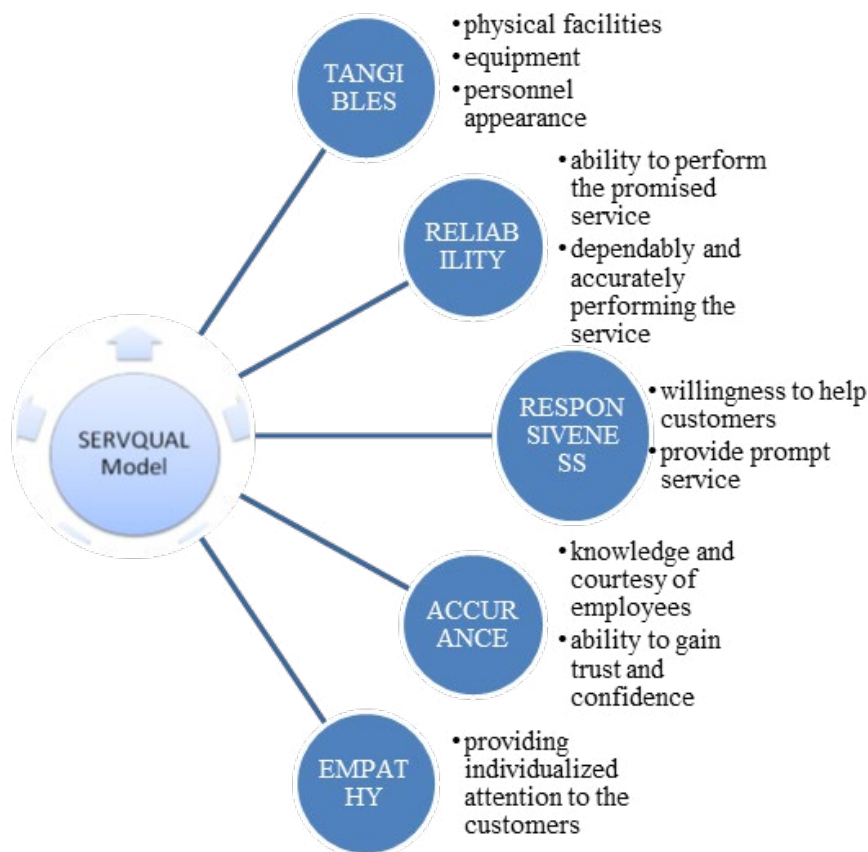 • physical facilities
• equipment
• personnel
appearance
TANGI
BLES
• ability to perform
the promised
service
• dependably and
accurately
performing the
service
RELIAB
ILITY
SERVQUAL
Model
RESPON
SIVENE
SS
• willingness to help
customers
• provide prompt
service
ACCUR
ANCE
• knowledge and
courtesy of
employees
• ability to gain
trust and
confidence
EMPAT
HY
• providing
individualized
attention to the
customers